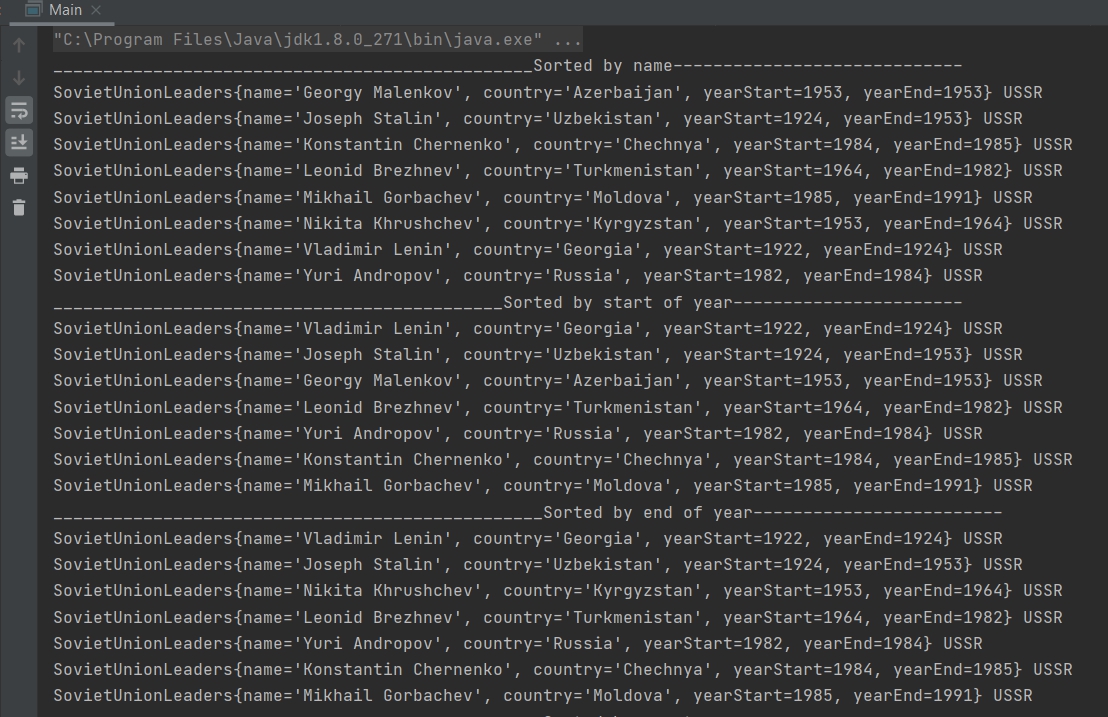 Main
"C:\Program Files\Java\jdk1.8.0_271\bin\java.exe" ...
________________________________________________Sorted by name-----------------------------
SovietUnionLeaders{name='Georgy Malenkov', country='Azerbaijan', yearStart=1953, yearEnd=1953} USSR
SovietUnionLeaders{name='Joseph Stalin', country='Uzbekistan', yearStart=1924, yearEnd=1953} USSR
SovietUnionLeaders{name='Konstantin Chernenko', country='Chechnya', yearStart=1984, yearEnd=1985} USSR
SovietUnionLeaders{name='Leonid Brezhnev', country='Turkmenistan', yearStart=1964, yearEnd=1982} USSR
SovietUnionLeaders{name='Mikhail Gorbachev', country='Moldova', yearStart=1985, yearEnd=1991} USSR
SovietUnionLeaders{name='Nikita Khrushchev', country='Kyrgyzstan', yearStart=1953, yearEnd=1964} USSR
SovietUnionLeaders{name='Vladimir Lenin', country='Georgia', yearStart=1922, yearEnd=1924} USSR
SovietUnionLeaders{name='Yuri Andropov', country='Russia', yearStart=1982, yearEnd=1984} USSR
_____________________________________________Sorted by start of year-----------------------
SovietUnionLeaders{name='Vladimir Lenin', country='Georgia', yearStart=1922, yearEnd=1924} USSR
SovietUnionLeaders{name='Joseph Stalin', country='Uzbekistan', yearStart=1924, yearEnd=1953} USSR
SovietUnionLeaders{name='Georgy Malenkov', country='Azerbaijan', yearStart=1953, yearEnd=1953} USSR
SovietUnionLeaders{name='Leonid Brezhnev', country='Turkmenistan', yearStart=1964, yearEnd=1982} USSR
SovietUnionLeaders{name='Yuri Andropov', country='Russia', yearStart=1982, yearEnd=1984} USSR
SovietUnionLeaders{name='Konstantin Chernenko', country='Chechnya', yearStart=1984, yearEnd=1985} USSR
SovietUnionLeaders{name='Mikhail Gorbachev', country='Moldova', yearStart=1985, yearEnd=1991} USSR
_________________________________________________Sorted by end of year-------------------------
SovietUnionLeaders{name='Vladimir Lenin', country='Georgia', yearStart=1922, yearEnd=1924} USSR
SovietUnionLeaders{name='Joseph Stalin', country='Uzbekistan', yearStart=1924, yearEnd=1953} USSR
SovietUnionLeaders{name='Nikita Khrushchev', country='Kyrgyzstan', yearStart=1953, yearEnd=1964} USSR
SovietUnionLeaders{name='Leonid Brezhnev', country='Turkmenistan', yearStart=1964, yearEnd=1982} USSR
SovietUnionLeaders{name='Yuri Andropov', country='Russia', yearStart=1982, yearEnd=1984} USSR
SovietUnionLeaders{name='Konstantin Chernenko', country='Chechnya', yearStart=1984, yearEnd=1985} USSR
SovietUnionLeaders{name='Mikhail Gorbachev', country='Moldova', yearStart=1985, yearEnd=1991} USSR